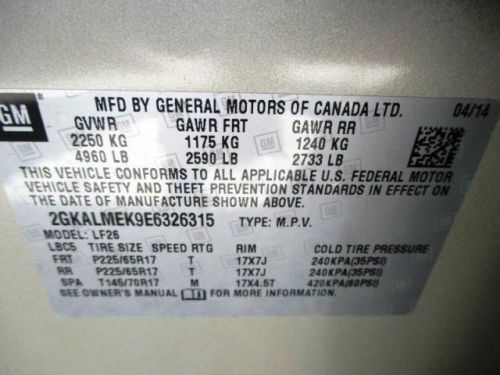 GM
MFD BY GENERAL MOTORS OF CANADA LTD. 04/14
GVWR GAWR FRT GAWR RR
2250 KG 1175 KG 1240 KG
4960 LB 2590 LB 2733 LB
THIS VEHICLE CONFORMS TO ALL APPLICABLE U.S. FEDERAL MOTOR
VEHICLE SAFETY AND THEFT PREVENTION STANDARDS IN EFFECT ON
THE DATE OF MANUFACTURE SHOWN ABOVE.
2GKALMEK9E6326315 TYPE: M.P.V.
MODEL: LF26
LBC5 TIRE SIZE SPEED RTG RIM COLD TIRE PRESSURE
FRT P225/65R17 T 17X7J 240KPA(35PSI)
RR P225/65R17 T 17X7J 240KPA(35PSI)
SPA T145/70R17 M 17X4.5T 420KPA(60PSI)
SEE OWNER'S MANUAL FOR MORE INFORMATION.